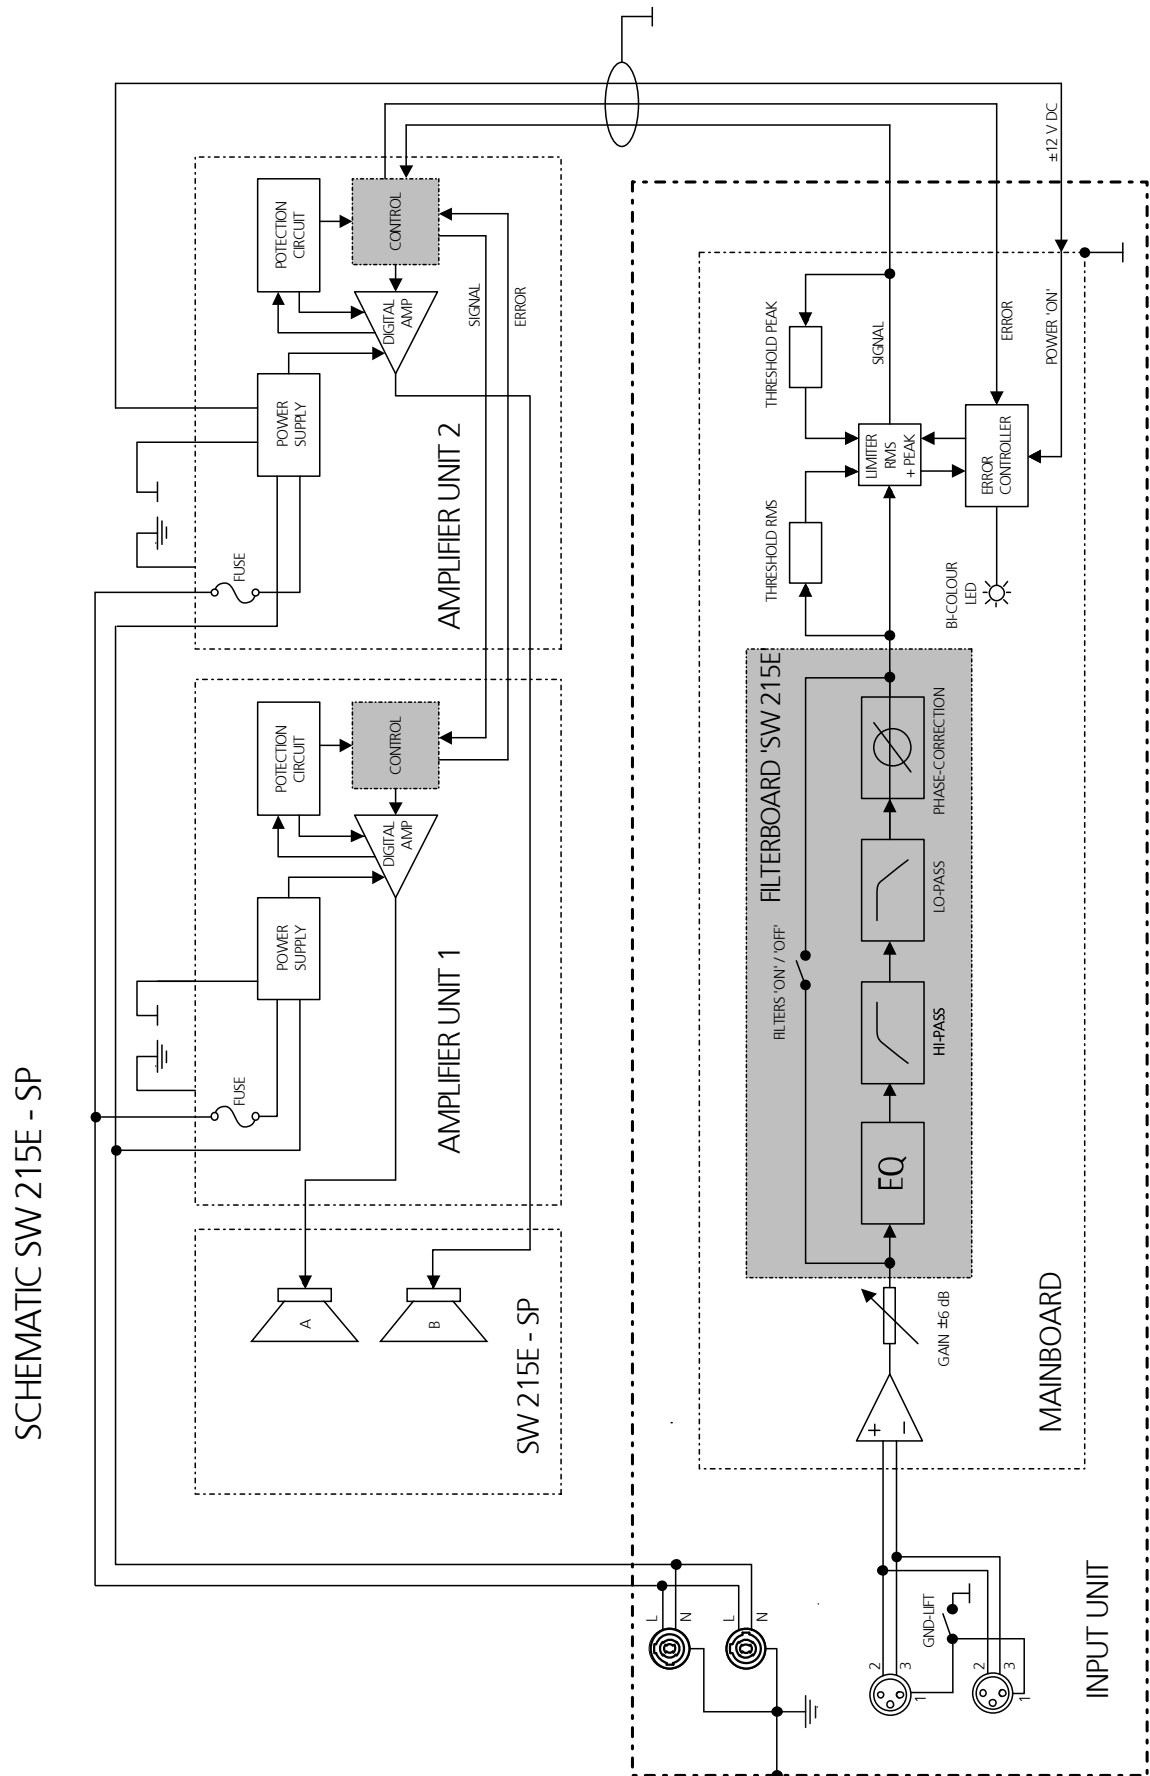 SCHEMATIC SW 215E - SP
SW 215E - SP
A
B
AMPLIFIER UNIT 1
FUSE
POWER
SUPPLY
DIGITAL
AMP
POTECTION
CIRCUIT
CONTROL
AMPLIFIER UNIT 2
FUSE
POWER
SUPPLY
DIGITAL
AMP
POTECTION
CIRCUIT
CONTROL
SIGNAL
ERROR
INPUT UNIT
L
N
L
N
2
3
1
2
3
1
GND-LIFT
MAINBOARD
+
−
GAIN ±6 dB
FILTERBOARD 'SW 215E
FILTERS 'ON' / 'OFF'
EQ
HI-PASS
LO-PASS
PHASE-CORRECTION
THRESHOLD RMS
THRESHOLD PEAK
LIMITER
RMS
+ PEAK
SIGNAL
BI-COLOUR
LED
ERROR
CONTROLLER
ERROR
POWER 'ON'
±12 V DC